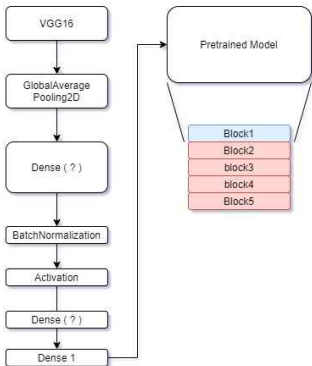 VGG16
GlobalAverage
Pooling2D
Dense ( ? )
BatchNormalization
Activation
Dense ( ? )
Dense 1
Pretrained Model
Block1
Block2
block3
block4
Block5